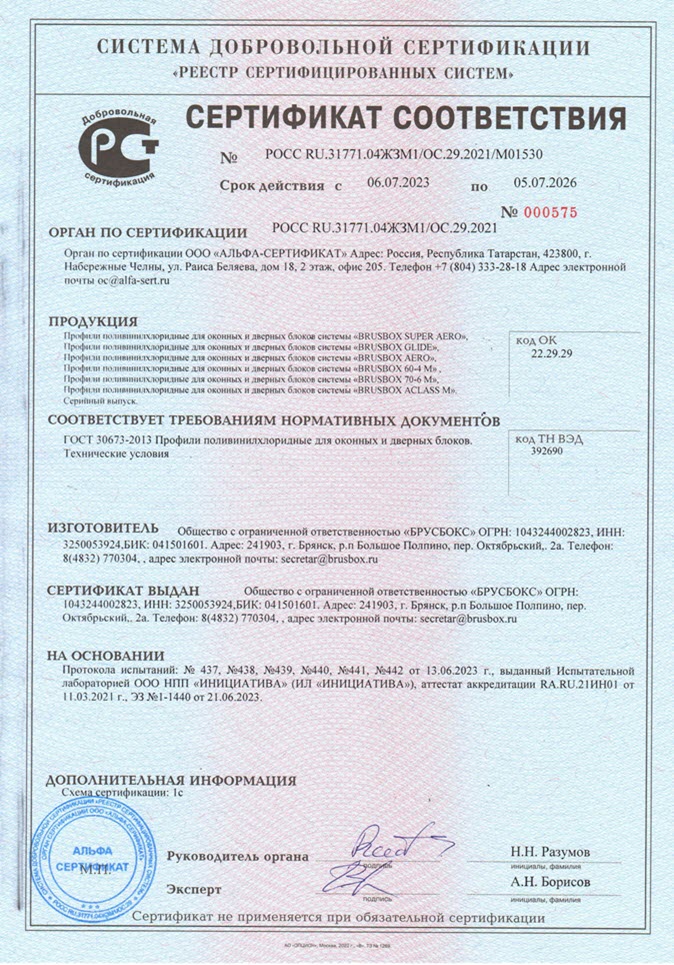 СИСТЕМА ДОБРОВОЛЬНОЙ СЕРТИФИКАЦИИ
«РЕЕСТР СЕРТИФИЦИРОВАННЫХ СИСТЕМ»
Добровольная
РСТ
сертификация
СЕРТИФИКАТ СООТВЕТСТВИЯ
№ РОСС RU.31771.04ЖЗМ1/ОС.29.2021/М01530
Срок действия с 06.07.2023 по 05.07.2026
№ 000575
ОРГАН ПО СЕРТИФИКАЦИИ РОСС RU.31771.04ЖЗМ1/ОС.29.2021
Орган по сертификации ООО «АЛЬФА-СЕРТИФИКАТ» Адрес: Россия, Республика Татарстан, 423800, г.
Набережные Челны, ул. Раиса Беляева, дом 18, 2 этаж, офис 205. Телефон +7 (804) 333-28-18 Адрес электронной
почты oc@alfa-sert.ru
ПРОДУКЦИЯ
Профили поливинилхлоридные для оконных и дверных блоков системы «BRUSBOX SUPER AERO»,
Профили поливинилхлоридные для оконных и дверных блоков системы «BRUSBOX GLIDE»,
Профили поливинилхлоридные для оконных и дверных блоков системы «BRUSBOX AERO»,
Профили поливинилхлоридные для оконных и дверных блоков системы «BRUSBOX 60-4 М» ,
Профили поливинилхлоридные для оконных и дверных блоков системы «BRUSBOX 70-6 М»,
Профили поливинилхлоридные для оконных и дверных блоков системы «BRUSBOX ACLASS М».
Серийный выпуск.
код ОК
22.29.29
СООТВЕТСТВУЕТ ТРЕБОВАНИЯМ НОРМАТИВНЫХ ДОКУМЕНТОВ
ГОСТ 30673-2013 Профили поливинилхлоридные для оконных и дверных блоков.
Технические условия
код ТН ВЭД
392690
ИЗГОТОВИТЕЛЬ Общество с ограниченной ответственностью «БРУСБОКС» ОГРН: 1043244002823, ИНН:
3250053924,БИК: 041501601. Адрес: 241903, г. Брянск, р.п Большое Полпино, пер. Октябрьский,. 2а. Телефон:
8(4832) 770304, , адрес электронной почты: secretar@brusbox.ru
СЕРТИФИКАТ ВЫДАН Общество с ограниченной ответственностью «БРУСБОКС» ОГРН:
1043244002823, ИНН: 3250053924,БИК: 041501601. Адрес: 241903, г. Брянск, р.п Большое Полпино, пер.
Октябрьский,. 2а. Телефон: 8(4832) 770304, , адрес электронной почты: secretar@brusbox.ru
НА ОСНОВАНИИ
Протокола испытаний: № 437, №438, №439, №440, №441, №442 от 13.06.2023 г., выданный Испытательной
лабораторией ООО НПП «ИНИЦИАТИВА» (ИЛ «ИНИЦИАТИВА»), аттестат аккредитации RA.RU.21ИН01 от
11.03.2021 г., ЭЗ №1-1440 от 21.06.2023.
ДОПОЛНИТЕЛЬНАЯ ИНФОРМАЦИЯ
Схема сертификации: 1с
АЛЬФА
СЕРТИФИКАТ
М.П.
Руководитель органа
подпись
Н.Н. Разумов
инициалы, фамилия
Эксперт
подпись
А.Н. Борисов
инициалы, фамилия
Сертификат не применяется при обязательной сертификации